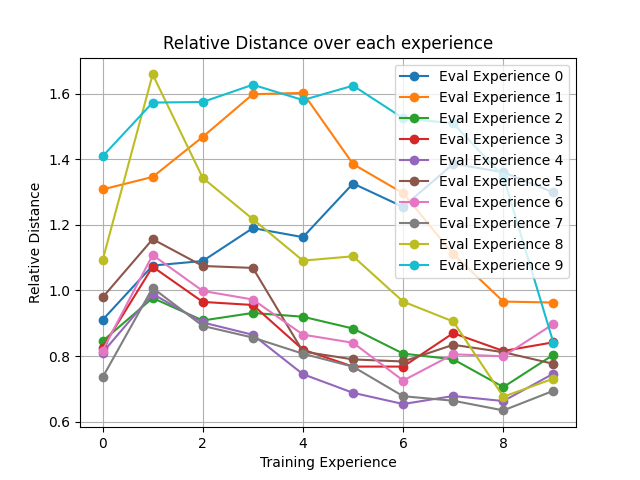 Relative Distance over each experience
Eval Experience 0
Eval Experience 1
Eval Experience 2
Eval Experience 3
Eval Experience 4
Eval Experience 5
Eval Experience 6
Eval Experience 7
Eval Experience 8
Eval Experience 9
Relative Distance
1.6
1.4
1.2
1.0
0.8
0.6
0 2 4 6 8
Training Experience